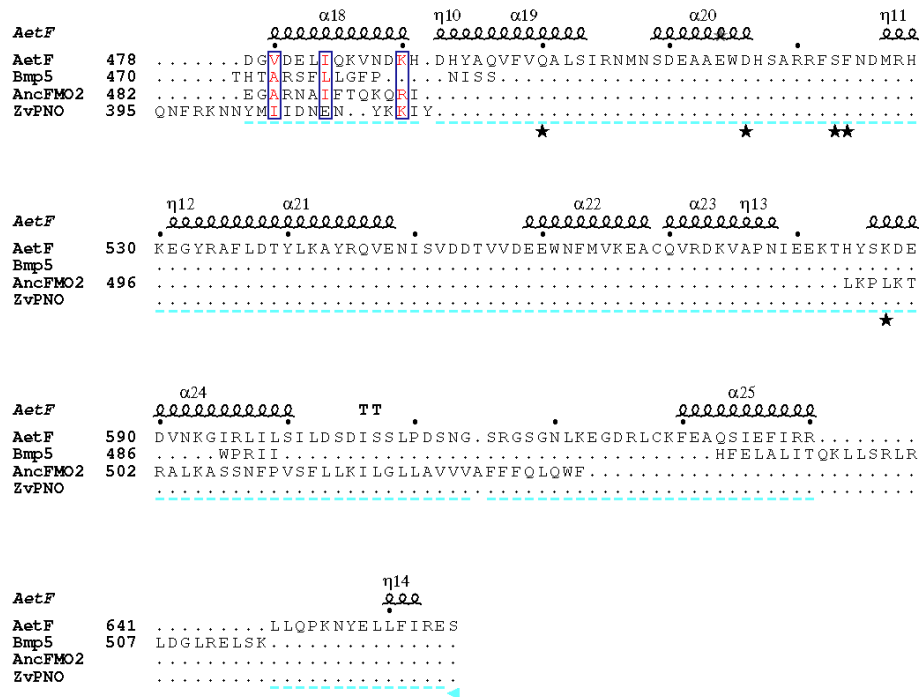 α18 η10 α19 α20 η11
AetF
AetF 478 .......DGVDELIQKVNDKH.DHYAQVFVQALSIRNMNSDEAAEWDHSARRFSFNDMRH
Bmp5 470 ......THTARSFLLGFP.....NISS.................................
AncFMO2 482 .......EGARNAIFTQKQRI.......................................
ZvPNO 395 QNFRKNNYMIIDNEN..YKKIY......................................
★ ★ ★★
η12 α21 α22 α23 η13
AetF
AetF 530 KEGYRAFLDTYLKAYRQVENISVDDTVVDEEWNFMVKEACQVRDKVAPNIEEKTHYSKDE
Bmp5 ............................................................
AncFMO2 496 ......................................................LKPLKT
ZvPNO ............................................................
★
α24 TT α25
AetF
AetF 590 DVNKGIRLILSILDSDISSLPDSNG.SRGSGNLKEGDRLCKFEAQSIEFIRR........
Bmp5 486 .....WPRII..................................HFELALITQKLLSRLR
AncFMO2 502 RALKASSNFPVSFLLKILGLLAVVVAFFFQLQWF..........................
ZvPNO ............................................................
η14
AetF
AetF 641 .........LLQPKNYELLFIRES
Bmp5 507 LDGLRELSK...............
AncFMO2 ........................
ZvPNO ........................